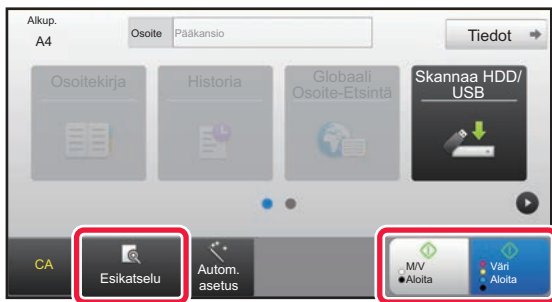 Alkup.
A4
Osoite
Pääkansio
Tiedot
Osoitekirja
Historia
Globaali
Osoite-Etsintä
Skannaa HDD/
USB
CA
Esikatselu
Autom.
asetus
M/V
Aloita
Väri
Aloita